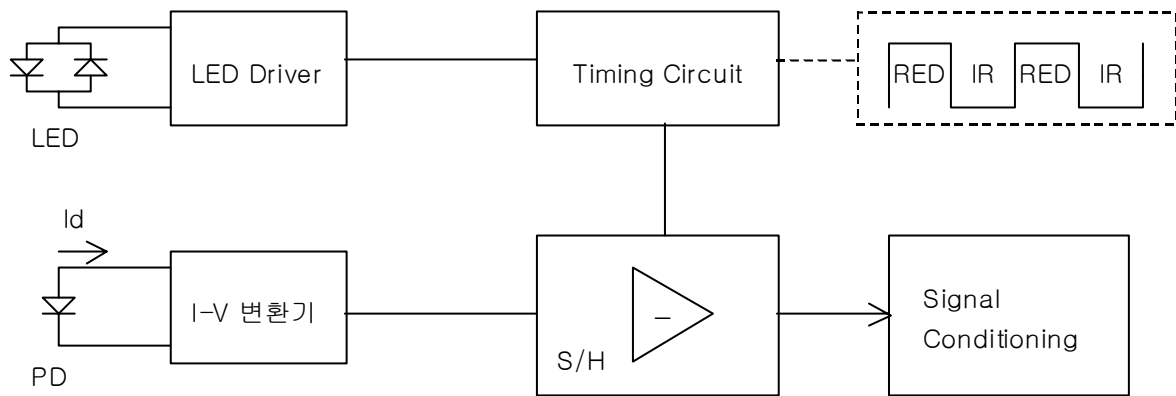 LED Driver
Timing Circuit
RED IR RED IR
LED
Id
I-V 변환기
PD
S/H
−
Signal
Conditioning